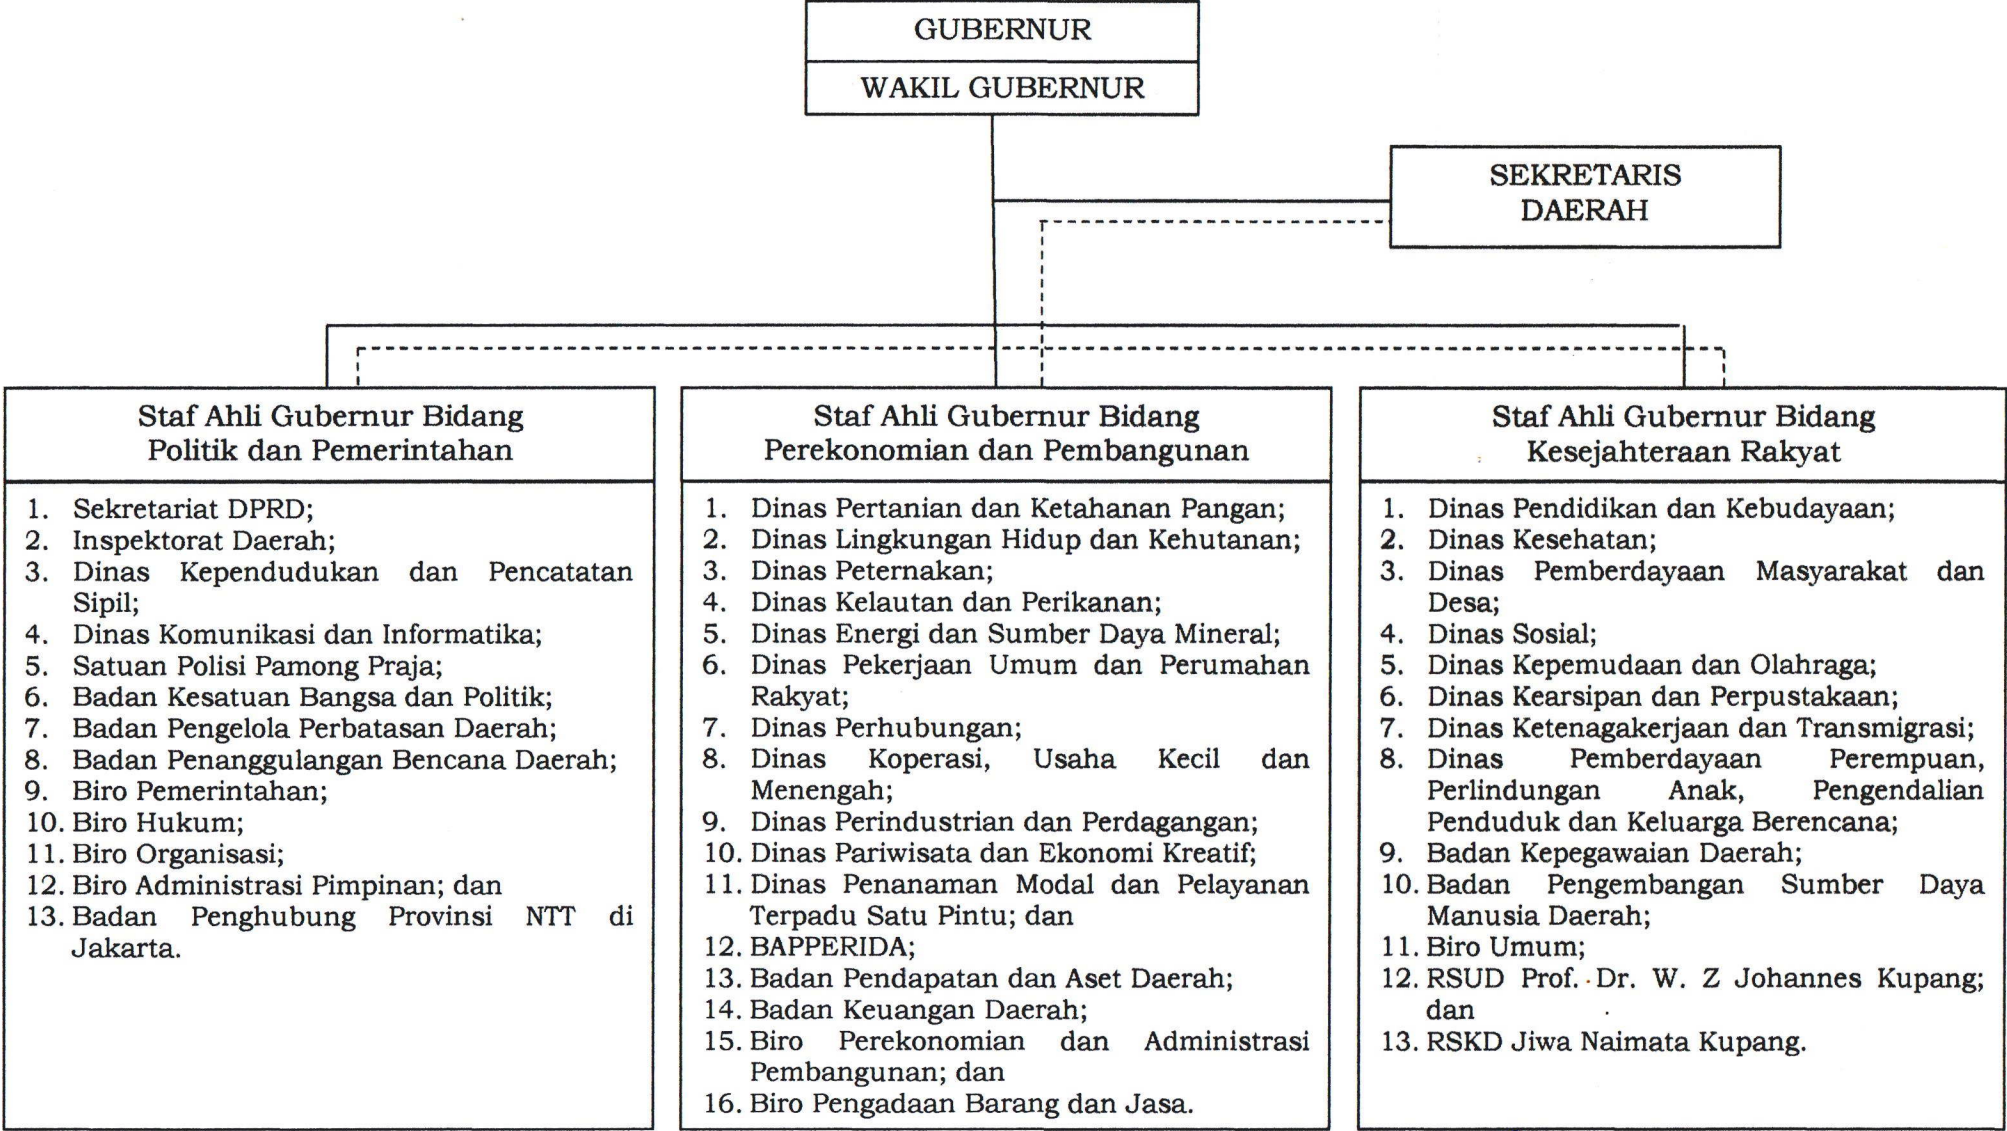 GUBERNUR
WAKIL GUBERNUR
SEKRETARIS
DAERAH
Staf Ahli Gubernur Bidang
Politik dan Pemerintahan
1. Sekretariat DPRD;
2. Inspektorat Daerah;
3. Dinas Kependudukan dan Pencatatan
Sipil;
4. Dinas Komunikasi dan Informatika;
5. Satuan Polisi Pamong Praja;
6. Badan Kesatuan Bangsa dan Politik;
7. Badan Pengelola Perbatasan Daerah;
8. Badan Penanggulangan Bencana Daerah;
9. Biro Pemerintahan;
10. Biro Hukum;
11. Biro Organisasi;
12. Biro Administrasi Pimpinan; dan
13. Badan Penghubung Provinsi NTT di
Jakarta.
Staf Ahli Gubernur Bidang
Perekonomian dan Pembangunan
1. Dinas Pertanian dan Ketahanan Pangan;
2. Dinas Lingkungan Hidup dan Kehutanan;
3. Dinas Peternakan;
4. Dinas Kelautan dan Perikanan;
5. Dinas Energi dan Sumber Daya Mineral;
6. Dinas Pekerjaan Umum dan Perumahan
Rakyat;
7. Dinas Perhubungan;
8. Dinas Koperasi, Usaha Kecil dan
Menengah;
9. Dinas Perindustrian dan Perdagangan;
10. Dinas Pariwisata dan Ekonomi Kreatif;
11. Dinas Penanaman Modal dan Pelayanan
Terpadu Satu Pintu; dan
12. BAPPERIDA;
13. Badan Pendapatan dan Aset Daerah;
14. Badan Keuangan Daerah;
15. Biro Perekonomian dan Administrasi
Pembangunan; dan
16. Biro Pengadaan Barang dan Jasa.
Staf Ahli Gubernur Bidang
Kesejahteraan Rakyat
1. Dinas Pendidikan dan Kebudayaan;
2. Dinas Kesehatan;
3. Dinas Pemberdayaan Masyarakat dan
Desa;
4. Dinas Sosial;
5. Dinas Kepemudaan dan Olahraga;
6. Dinas Kearsipan dan Perpustakaan;
7. Dinas Ketenagakerjaan dan Transmigrasi;
8. Dinas Pemberdayaan Perempuan,
Perlindungan Anak, Pengendalian
Penduduk dan Keluarga Berencana;
9. Badan Kepegawaian Daerah;
10. Badan Pengembangan Sumber Daya
Manusia Daerah;
11. Biro Umum;
12. RSUD Prof. Dr. W. Z Johannes Kupang;
dan
13. RSKD Jiwa Naimata Kupang.